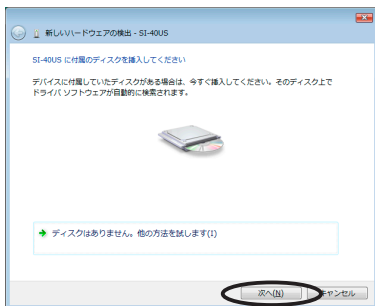 新しいハードウェアの検出 - SI-40US
SI-40US に付属のディスクを挿入してください
デバイスに付属していたディスクがある場合は、今すぐ挿入してください。そのディスク上で
ドライバ ソフトウェアが自動的に検索されます。
ディスクはありません。他の方法を試します(I)
次へ(N)
キャンセル